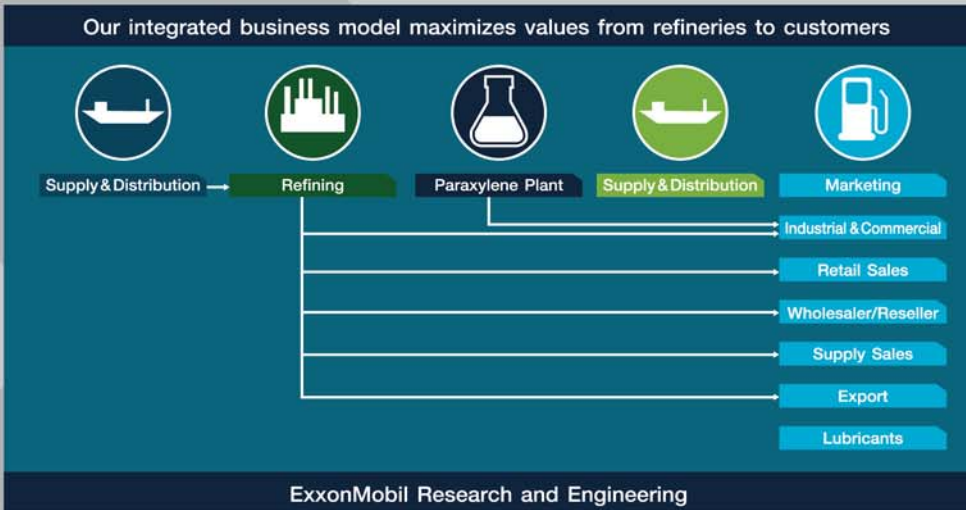 Our integrated business model maximizes values from refineries to customers
Supply & Distribution
Refining
Paraxylene Plant
Supply & Distribution
Marketing
Industrial & Commercial
Retail Sales
Wholesaler/Reseller
Supply Sales
Export
Lubricants
ExxonMobil Research and Engineering